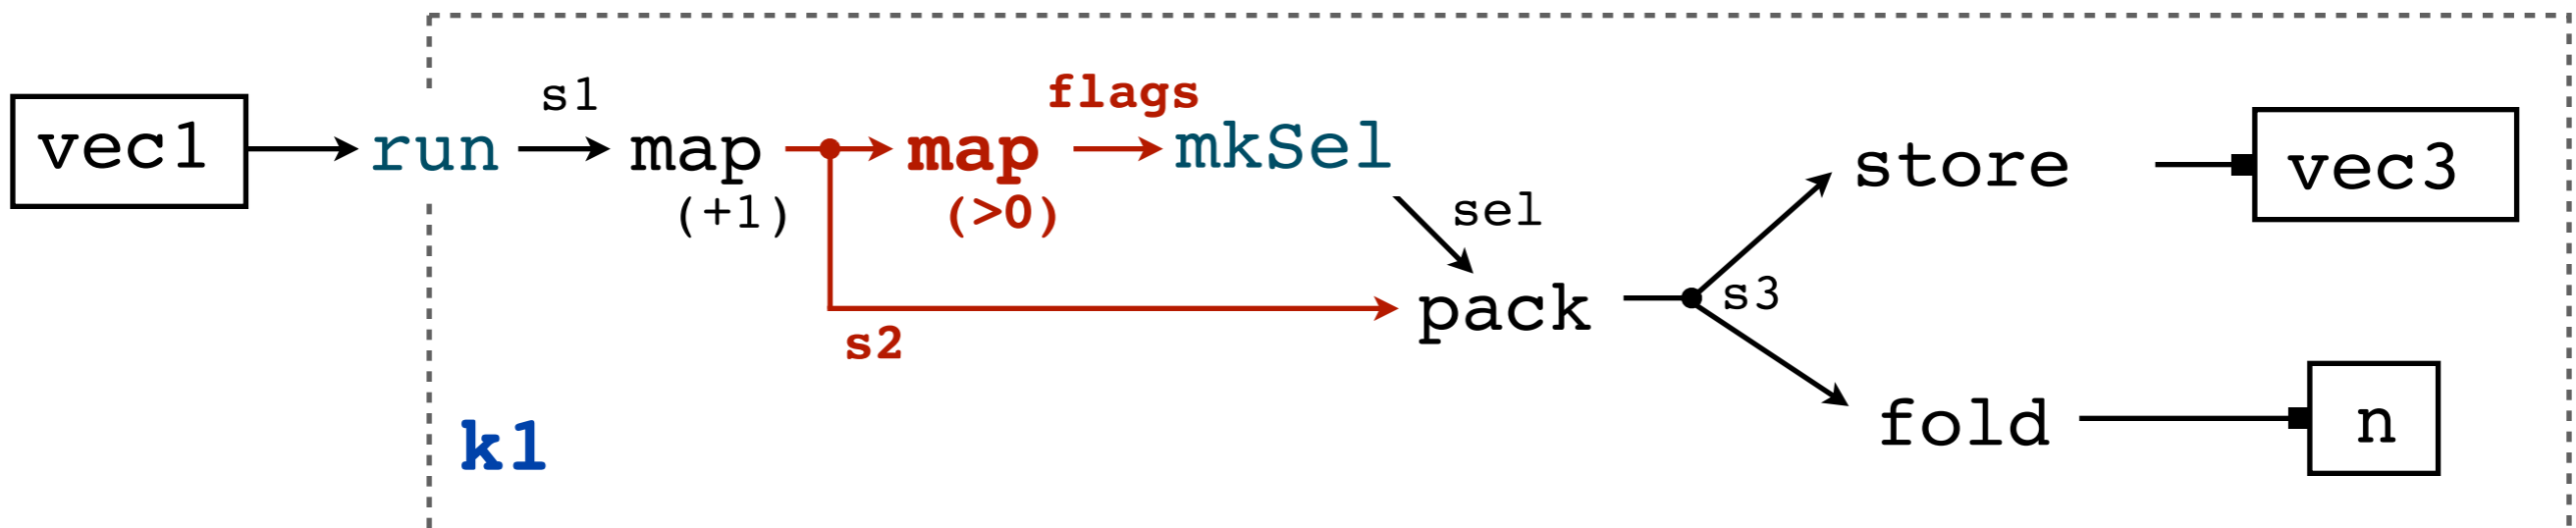 s1
flags
vec1
run
map
map
mkSel
store
vec3
(+1)
(>0)
sel
pack
s3
s2
k1
fold
n